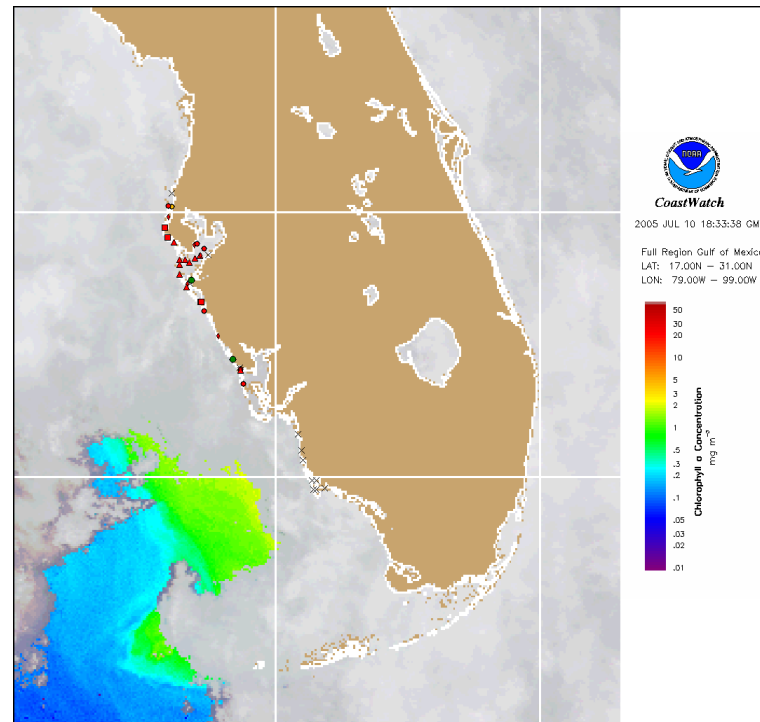 NOAA
CoastWatch
2005 JUL 10 18:33:38 GM
Full Region Gulf of Mexico
LAT: 17.00N – 31.00N
LON: 79.00W – 99.00W
50
30
20
10
5
3
2
1
.5
.3
.2
.1
.05
.03
.02
.01
Chlorophyll a Concentration
mg m⁻³